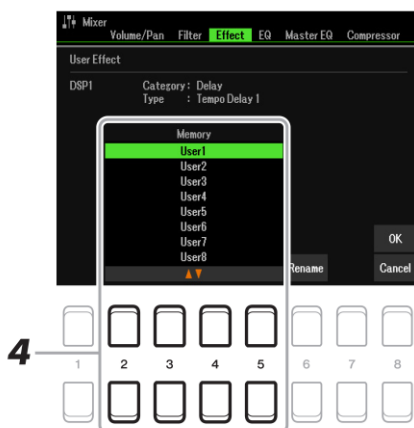 Mixer
Volume/Pan Filter Effect EQ Master EQ Compressor
User Effect
DSP1 Category: Delay
Type : Tempo Delay 1
Memory
User1
User2
User3
User4
User5
User6
User7
User8
OK
Rename Cancel
4
1 2 3 4 5 6 7 8